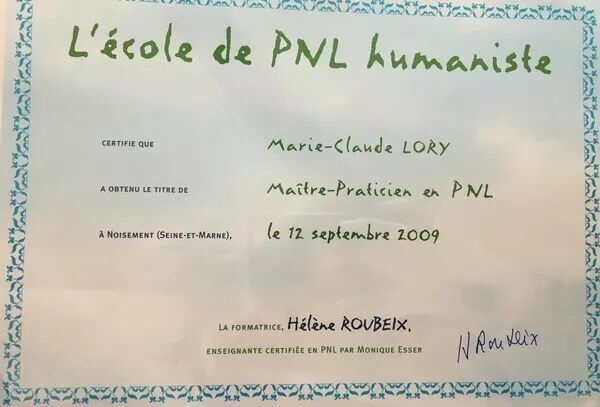 L'école de PNL humaniste
CERTIFIE QUE Marie-Claude LORY
A OBTENU LE TITRE DE Maître-Praticien en PNL
À NOISEMENT (SEINE-ET-MARNE), le 12 septembre 2009
LA FORMATRICE, Hélène ROUBEIX,
ENSEIGNANTE CERTIFIÉE EN PNL PAR MONIQUE ESSER
H Roubeix